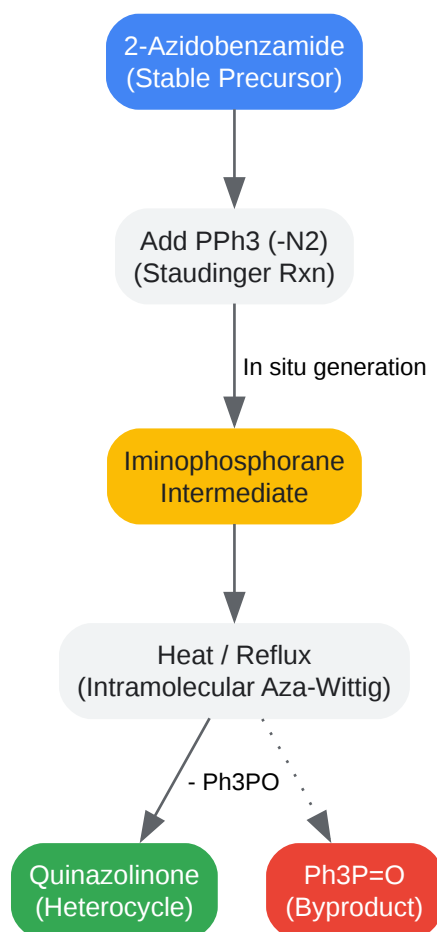 2-Azidobenzamide
(Stable Precursor)
Add PPh3 (-N2)
(Staudinger Rxn)
In situ generation
Iminophosphorane
Intermediate
Heat / Reflux
(Intramolecular Aza-Wittig)
- Ph3PO
Quinazolinone
(Heterocycle)
Ph3P=O
(Byproduct)